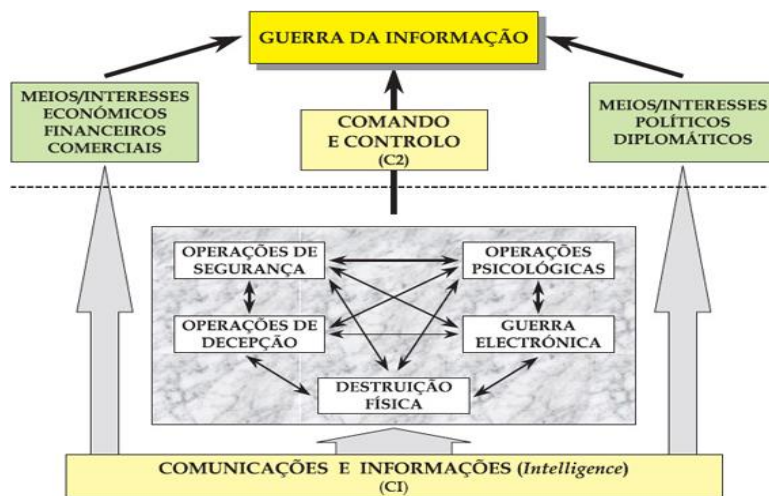 GUERRA DA INFORMAÇÃO
MEIOS/INTERESSES
ECONÓMICOS
FINANCEIROS
COMERCIAIS
COMANDO
E CONTROLO
(C2)
MEIOS/INTERESSES
POLÍTICOS
DIPLOMÁTICOS
OPERAÇÕES DE
SEGURANÇA
OPERAÇÕES
PSICOLÓGICAS
OPERAÇÕES DE
DECEPÇÃO
GUERRA
ELECTRÓNICA
DESTRUIÇÃO
FÍSICA
COMUNICAÇÕES E INFORMAÇÕES (Intelligence)
(CI)